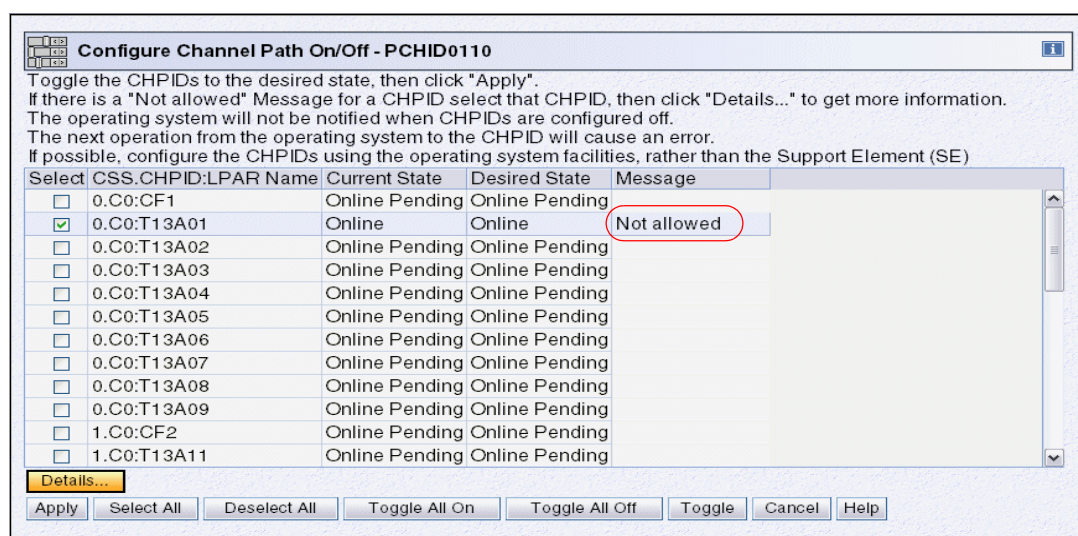 Configure Channel Path On/Off - PCHID0110
Toggle the CHPIDs to the desired state, then click "Apply".
If there is a "Not allowed" Message for a CHPID select that CHPID, then click "Details..." to get more information.
The operating system will not be notified when CHPIDs are configured off.
The next operation from the operating system to the CHPID will cause an error.
If possible, configure the CHPIDs using the operating system facilities, rather than the Support Element (SE)
Select CSS.CHPID:LPAR Name Current State Desired State Message
0.C0:CF1 Online Pending Online Pending
0.C0:T13A01 Online Online Not allowed
0.C0:T13A02 Online Pending Online Pending
0.C0:T13A03 Online Pending Online Pending
0.C0:T13A04 Online Pending Online Pending
0.C0:T13A05 Online Pending Online Pending
0.C0:T13A06 Online Pending Online Pending
0.C0:T13A07 Online Pending Online Pending
0.C0:T13A08 Online Pending Online Pending
0.C0:T13A09 Online Pending Online Pending
1.C0:CF2 Online Pending Online Pending
1.C0:T13A11 Online Pending Online Pending
Details...
Apply Select All Deselect All Toggle All On Toggle All Off Toggle Cancel Help